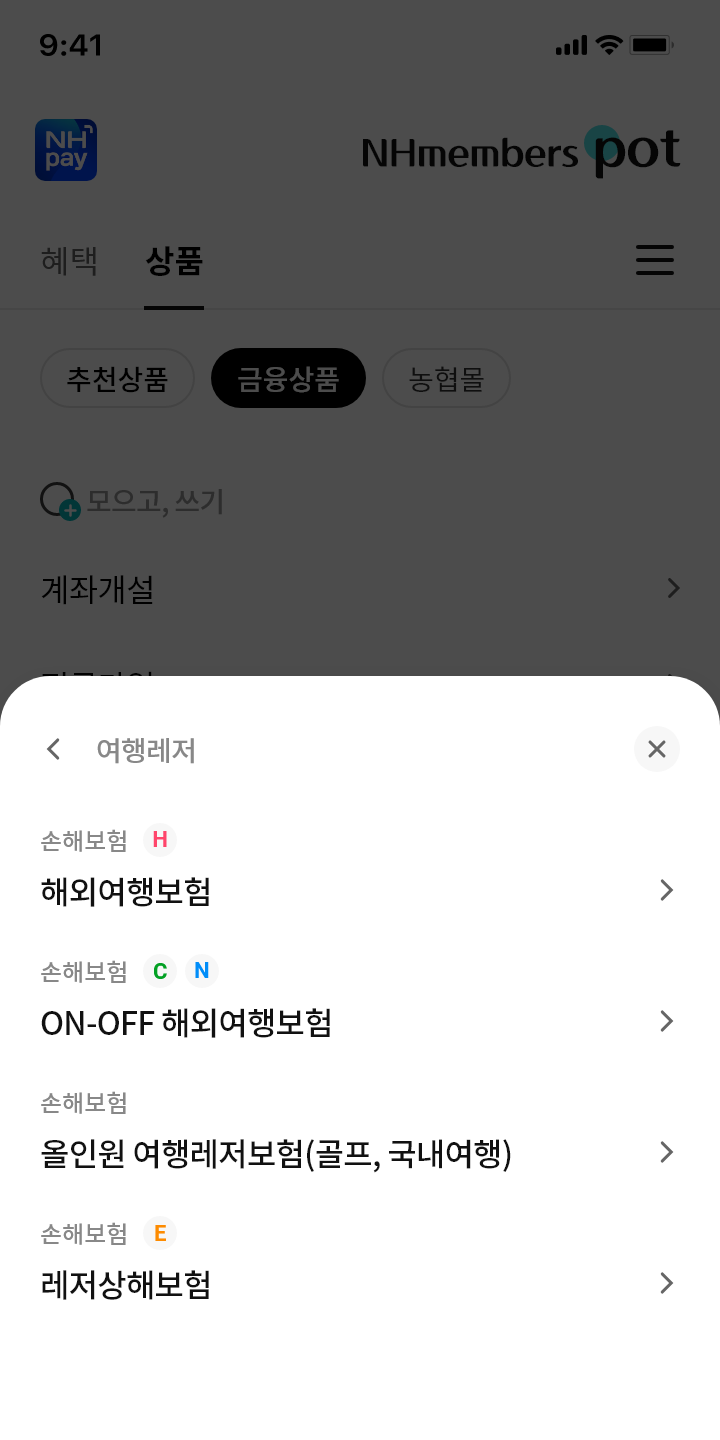 9:41
NH
pay
NHmembers pot
혜택 상품
추천상품 금융상품 농협몰
모으고, 쓰기
계좌개설
여행레저
손해보험 H
해외여행보험
손해보험 C N
ON-OFF 해외여행보험
손해보험
올인원 여행레저보험(골프, 국내여행)
손해보험 E
레저상해보험